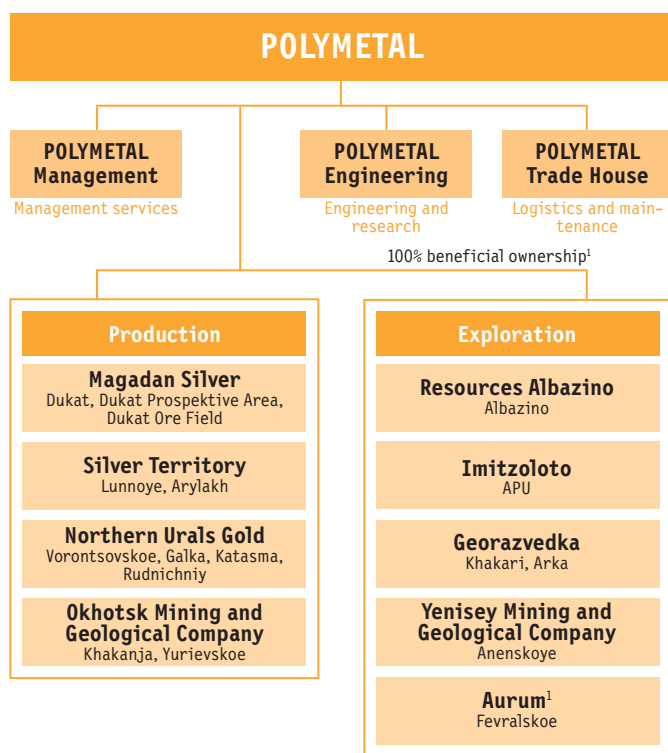 POLYMETAL
POLYMETAL
Management
Management services
POLYMETAL
Engineering
Engineering and
research
POLYMETAL
Trade House
Logistics and main-
tenance
100% beneficial ownership¹
Production
Magadan Silver
Dukat, Dukat Prospektive Area,
Dukat Ore Field
Silver Territory
Lunnoye, Arylakh
Northern Urals Gold
Vorontsovskoe, Galka, Katasma,
Rudnichniy
Okhotsk Mining and
Geological Company
Khakanja, Yurievskoe
Exploration
Resources Albazino
Albazino
Imitzoloto
APU
Georazvedka
Khakari, Arka
Yenisey Mining and
Geological Company
Anenskoye
Aurum¹
Fevralskoe